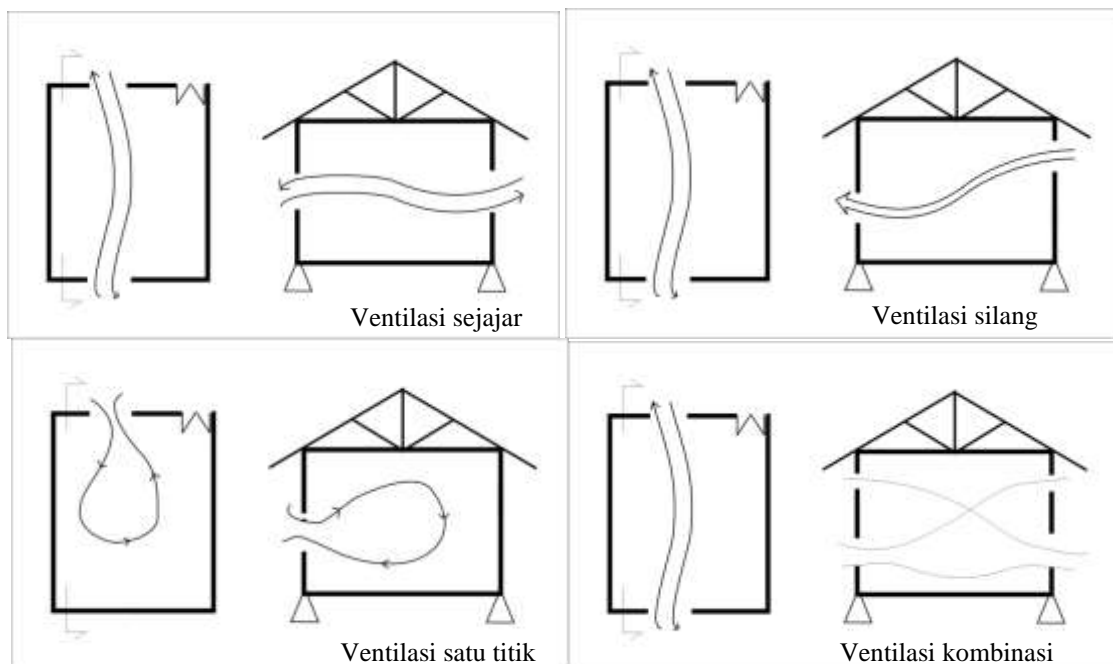 Ventilasi sejajar
Ventilasi silang
Ventilasi satu titik
Ventilasi kombinasi